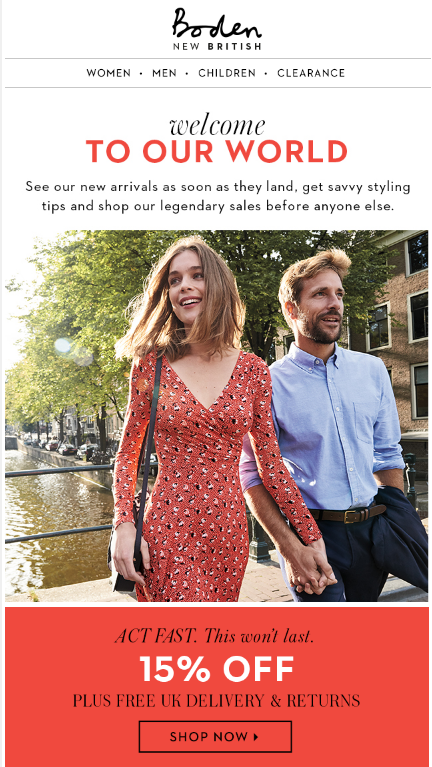 Boden
NEW BRITISH
WOMEN • MEN • CHILDREN • CLEARANCE
welcome
TO OUR WORLD
See our new arrivals as soon as they land, get savvy styling
tips and shop our legendary sales before anyone else.
ACT FAST. This won't last.
15% OFF
PLUS FREE UK DELIVERY & RETURNS
SHOP NOW